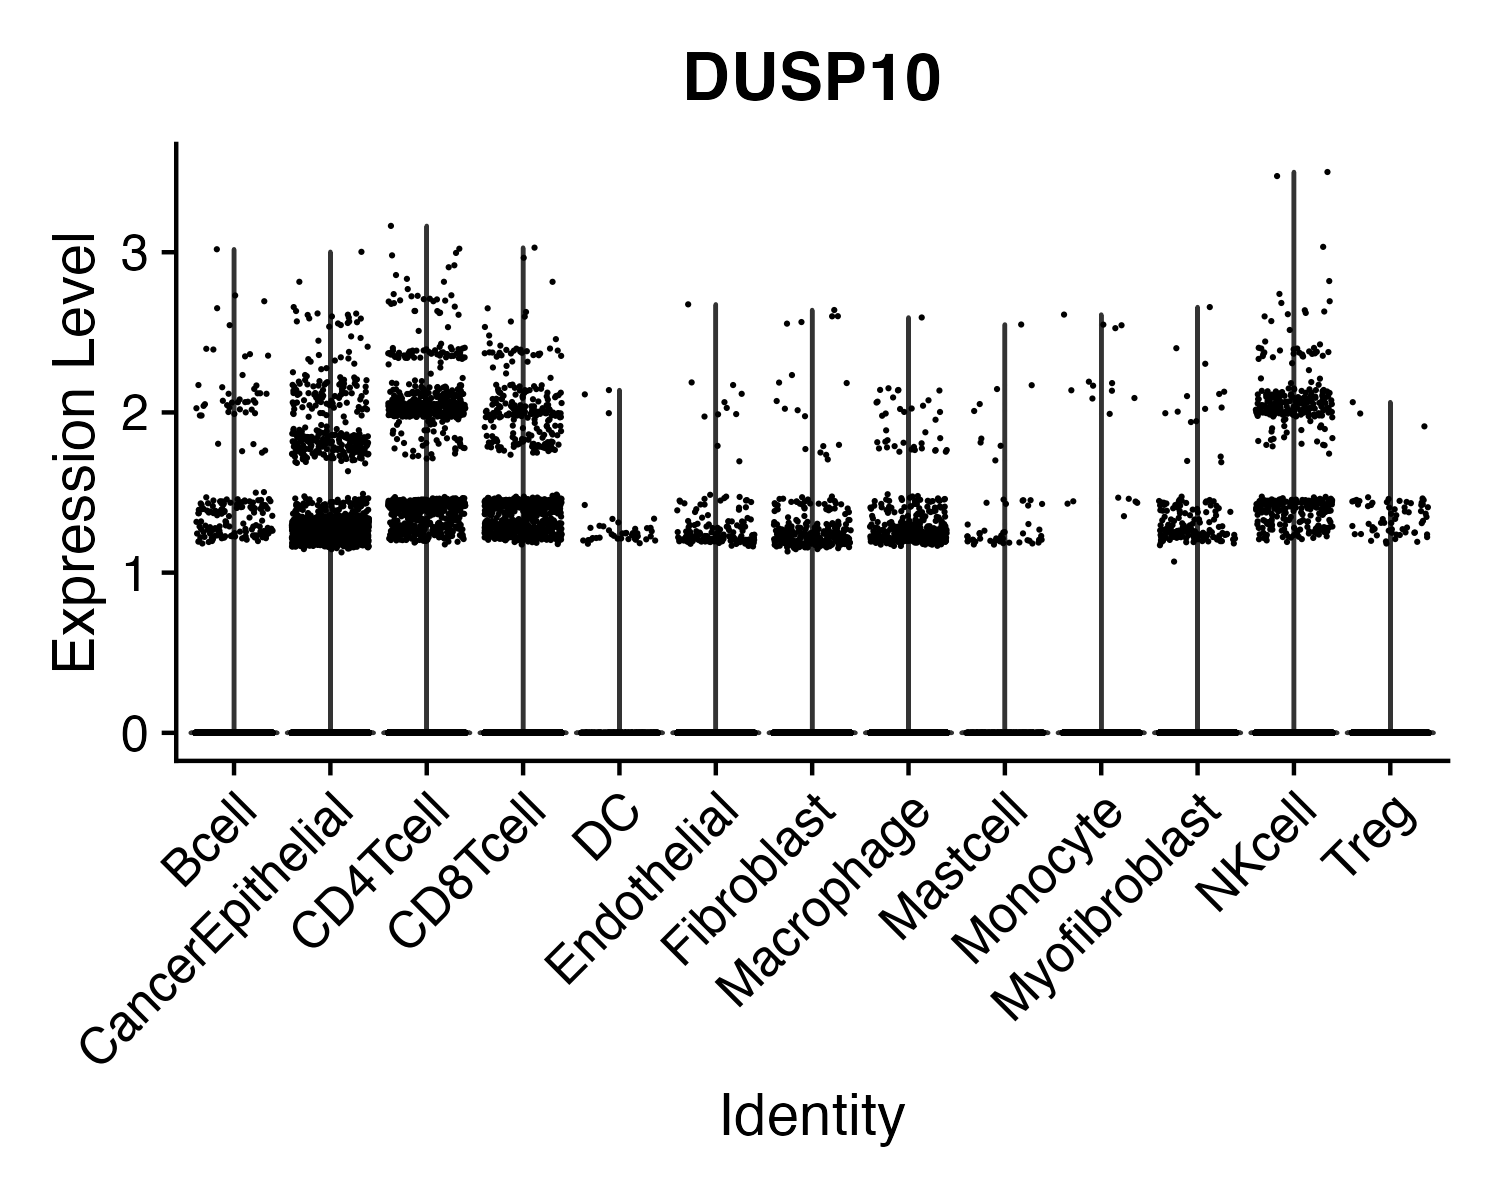 DUSP10
Expression Level
3
2
1
0
Bcell
CancerEpithelial
CD4Tcell
CD8Tcell
DC
Endothelial
Fibroblast
Macrophage
Mastcell
Monocyte
Myofibroblast
NKcell
Treg
Identity